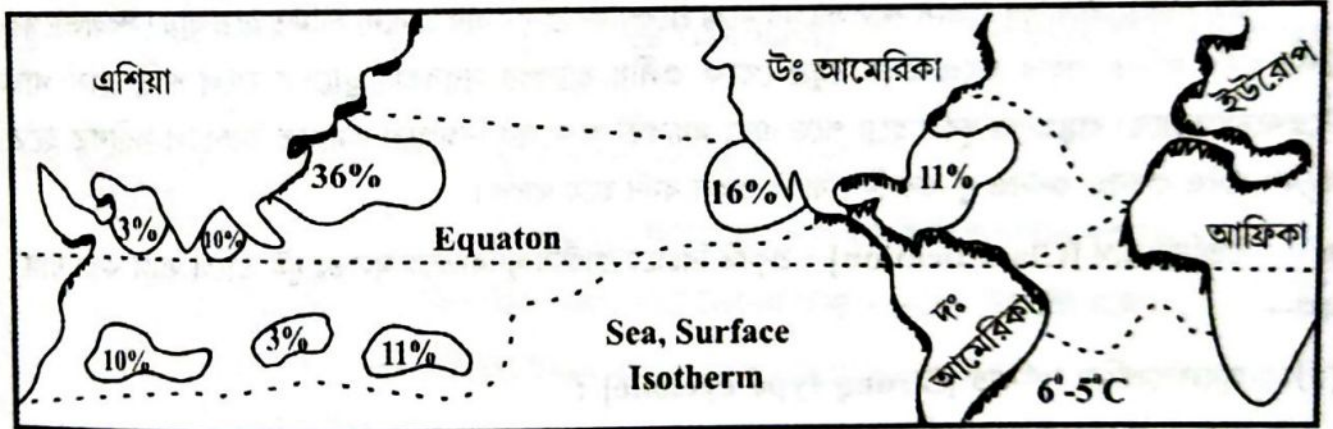 এশিয়া
উঃ আমেরিকা
ইউরোপ
36%
16%
11%
3%
10%
আফ্রিকা
Equaton
10%
3%
11%
Sea, Surface
Isotherm
দঃ
আমেরিকা
6°-5°C